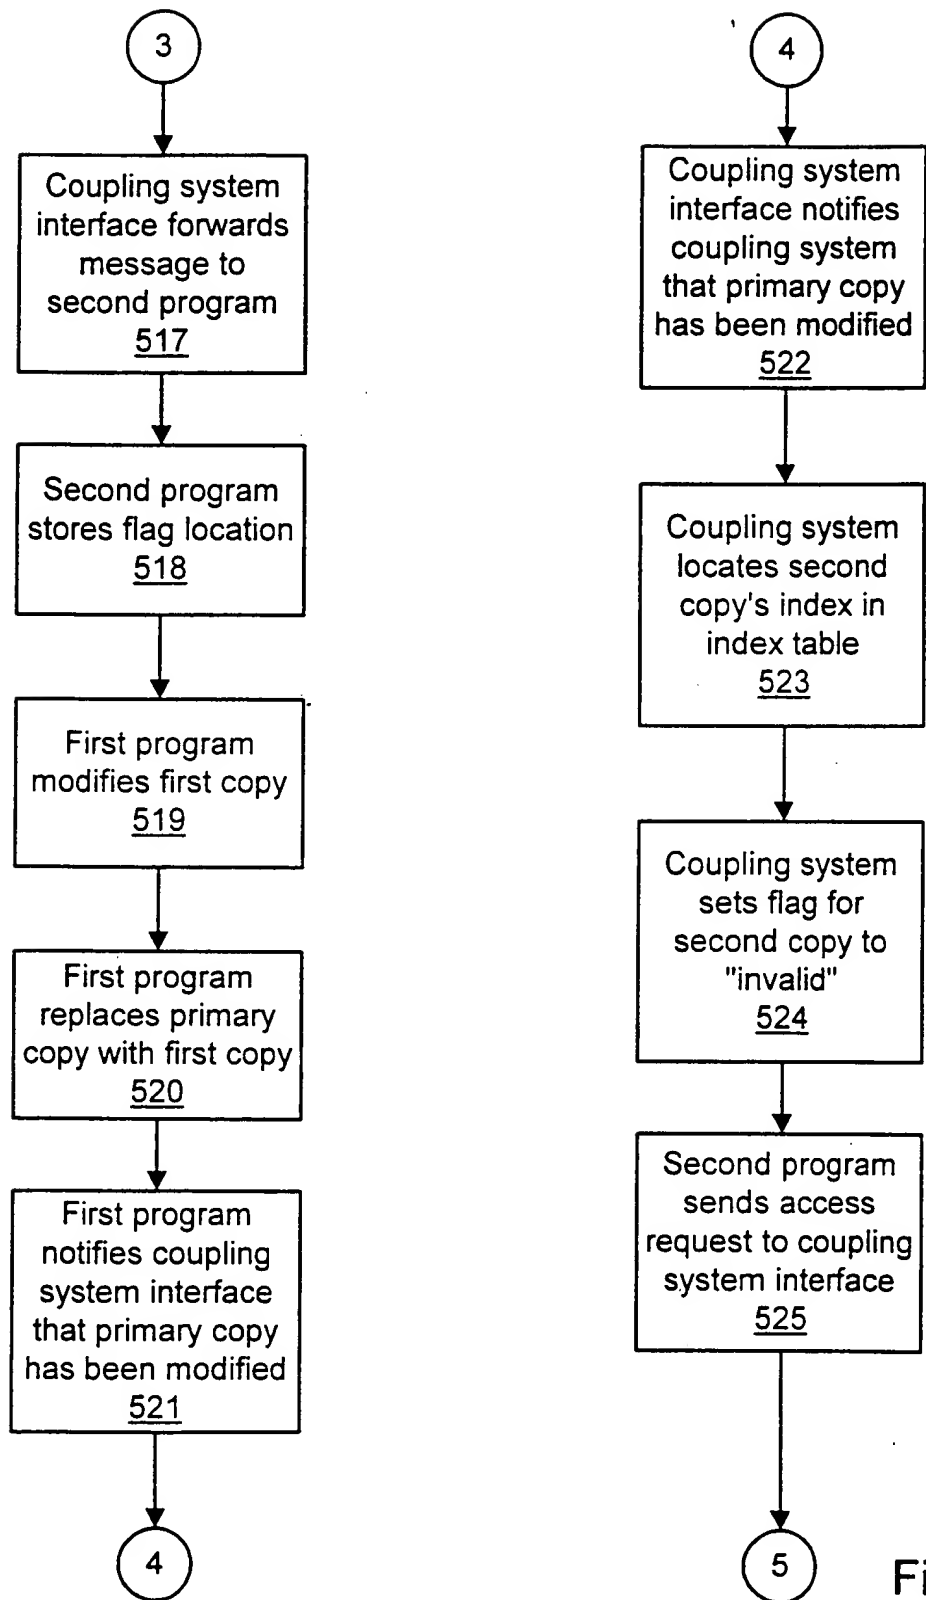 3
Coupling system
interface forwards
message to
second program
517
Second program
stores flag location
518
First program
modifies first copy
519
First program
replaces primary
copy with first copy
520
First program
notifies coupling
system interface
that primary copy
has been modified
521
4
4
Coupling system
interface notifies
coupling system
that primary copy
has been modified
522
Coupling system
locates second
copy's index in
index table
523
Coupling system
sets flag for
second copy to
"invalid"
524
Second program
sends access
request to coupling
system interface
525
5